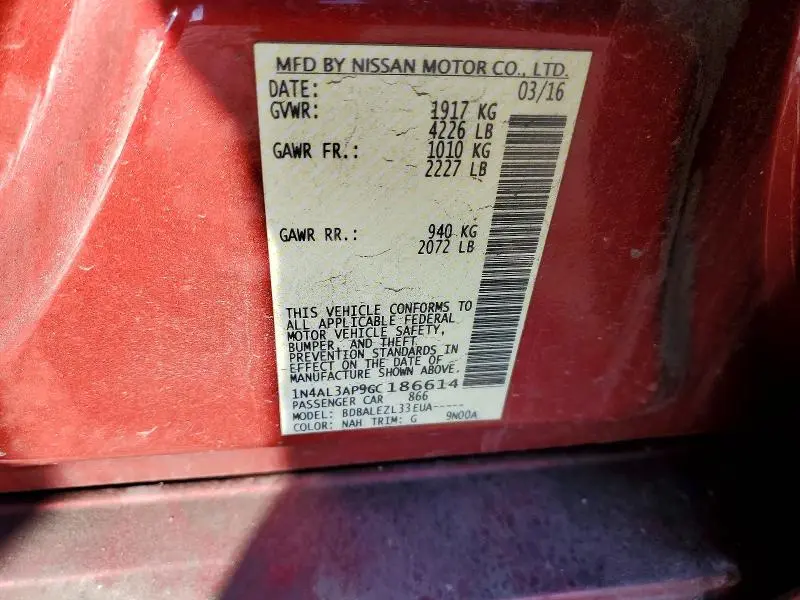 MFD BY NISSAN MOTOR CO., LTD.
DATE: 03/16
GVWR: 1917 KG
4226 LB
GAWR FR.: 1010 KG
2227 LB
GAWR RR.: 940 KG
2072 LB
THIS VEHICLE CONFORMS TO
ALL APPLICABLE FEDERAL
MOTOR VEHICLE SAFETY,
BUMPER, AND THEFT
PREVENTION STANDARDS IN
EFFECT ON THE DATE OF
MANUFACTURE SHOWN ABOVE.
1N4AL3AP9GC186614
PASSENGER CAR 866
MODEL: BDBALEZL33EUA-----
COLOR: NAH TRIM: G 9N00A